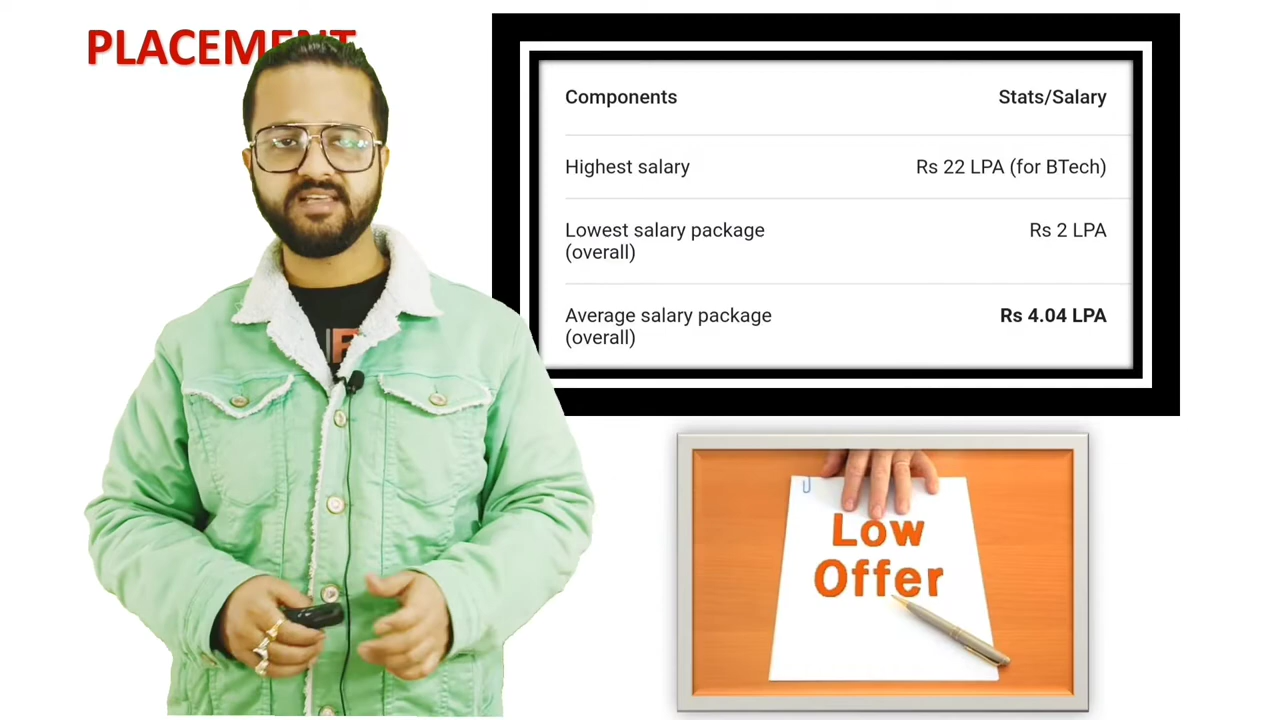 PLACEMENT
Components Stats/Salary
Highest salary Rs 22 LPA (for BTech)
Lowest salary package Rs 2 LPA
(overall)
Average salary package Rs 4.04 LPA
(overall)
Low
Offer